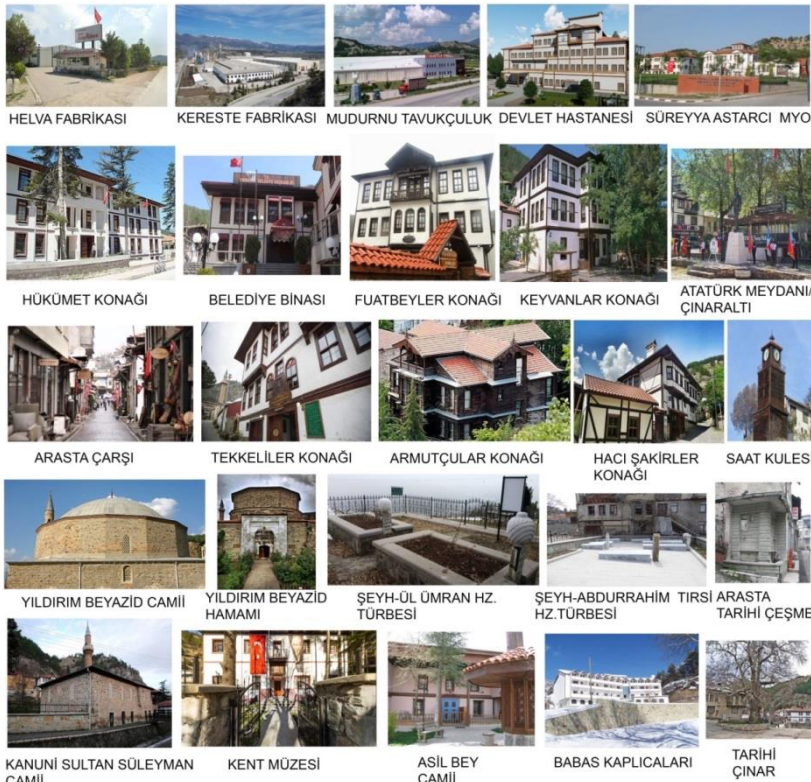 HELVA FABRİKASI
KERESTE FABRİKASI
MUDURNU TAVUKÇULUK
DEVLET HASTANESİ
SÜREYYA ASTARCI MYO
HÜKÜMET KONAĞI
BELEDİYE BİNASI
FUATBEYLER KONAĞI
KEYVANLAR KONAĞI
ATATÜRK MEYDANI/
ÇINARALTI
ARASTA ÇARŞI
TEKKELİLER KONAĞI
ARMUTÇULAR KONAĞI
HACI ŞAKİRLER
KONAĞI
SAAT KULESİ
YILDIRIM BEYAZİD CAMİİ
YILDIRIM BEYAZİD
HAMAMI
ŞEYH-ÜL ÜMRAN HZ.
TÜRBESİ
ŞEYH-ABDURRAHİM TIRSİ
HZ.TÜRBESİ
ARASTA
TARİHİ ÇEŞME
KANUNİ SULTAN SÜLEYMAN
CAMİİ
KENT MÜZESİ
ASİL BEY
CAMİİ
BABAS KAPLICALARI
TARİHİ
ÇINAR